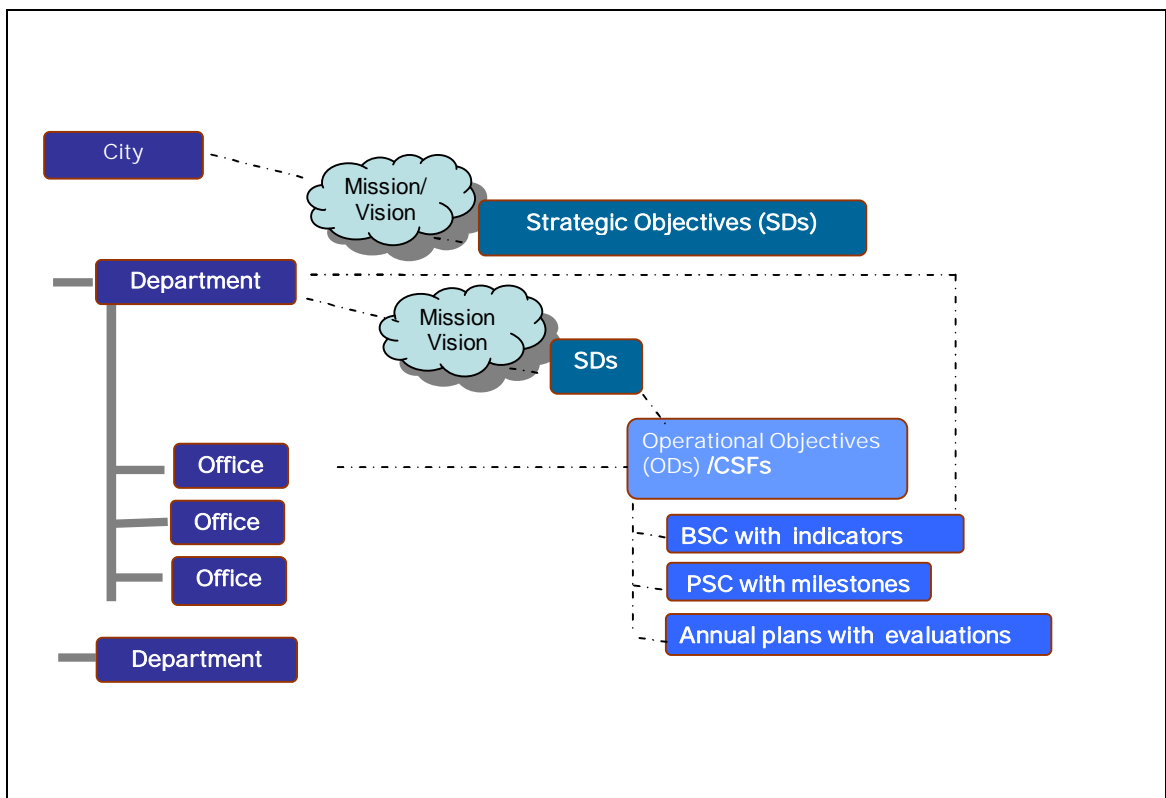 City
Mission/
Vision
Strategic Objectives (SDs)
Department
Mission
Vision
SDs
Operational Objectives
(ODs) /CSFs
Office
Office
Office
BSC with indicators
PSC with milestones
Annual plans with evaluations
Department